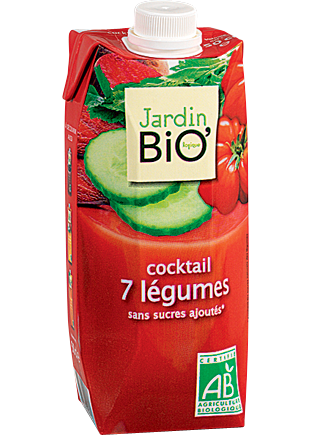 Jardin
BiO'
logique
cocktail
7 légumes
sans sucres ajoutés*
CERTIFIÉ
AB
AGRICULTURE
BIOLOGIQUE